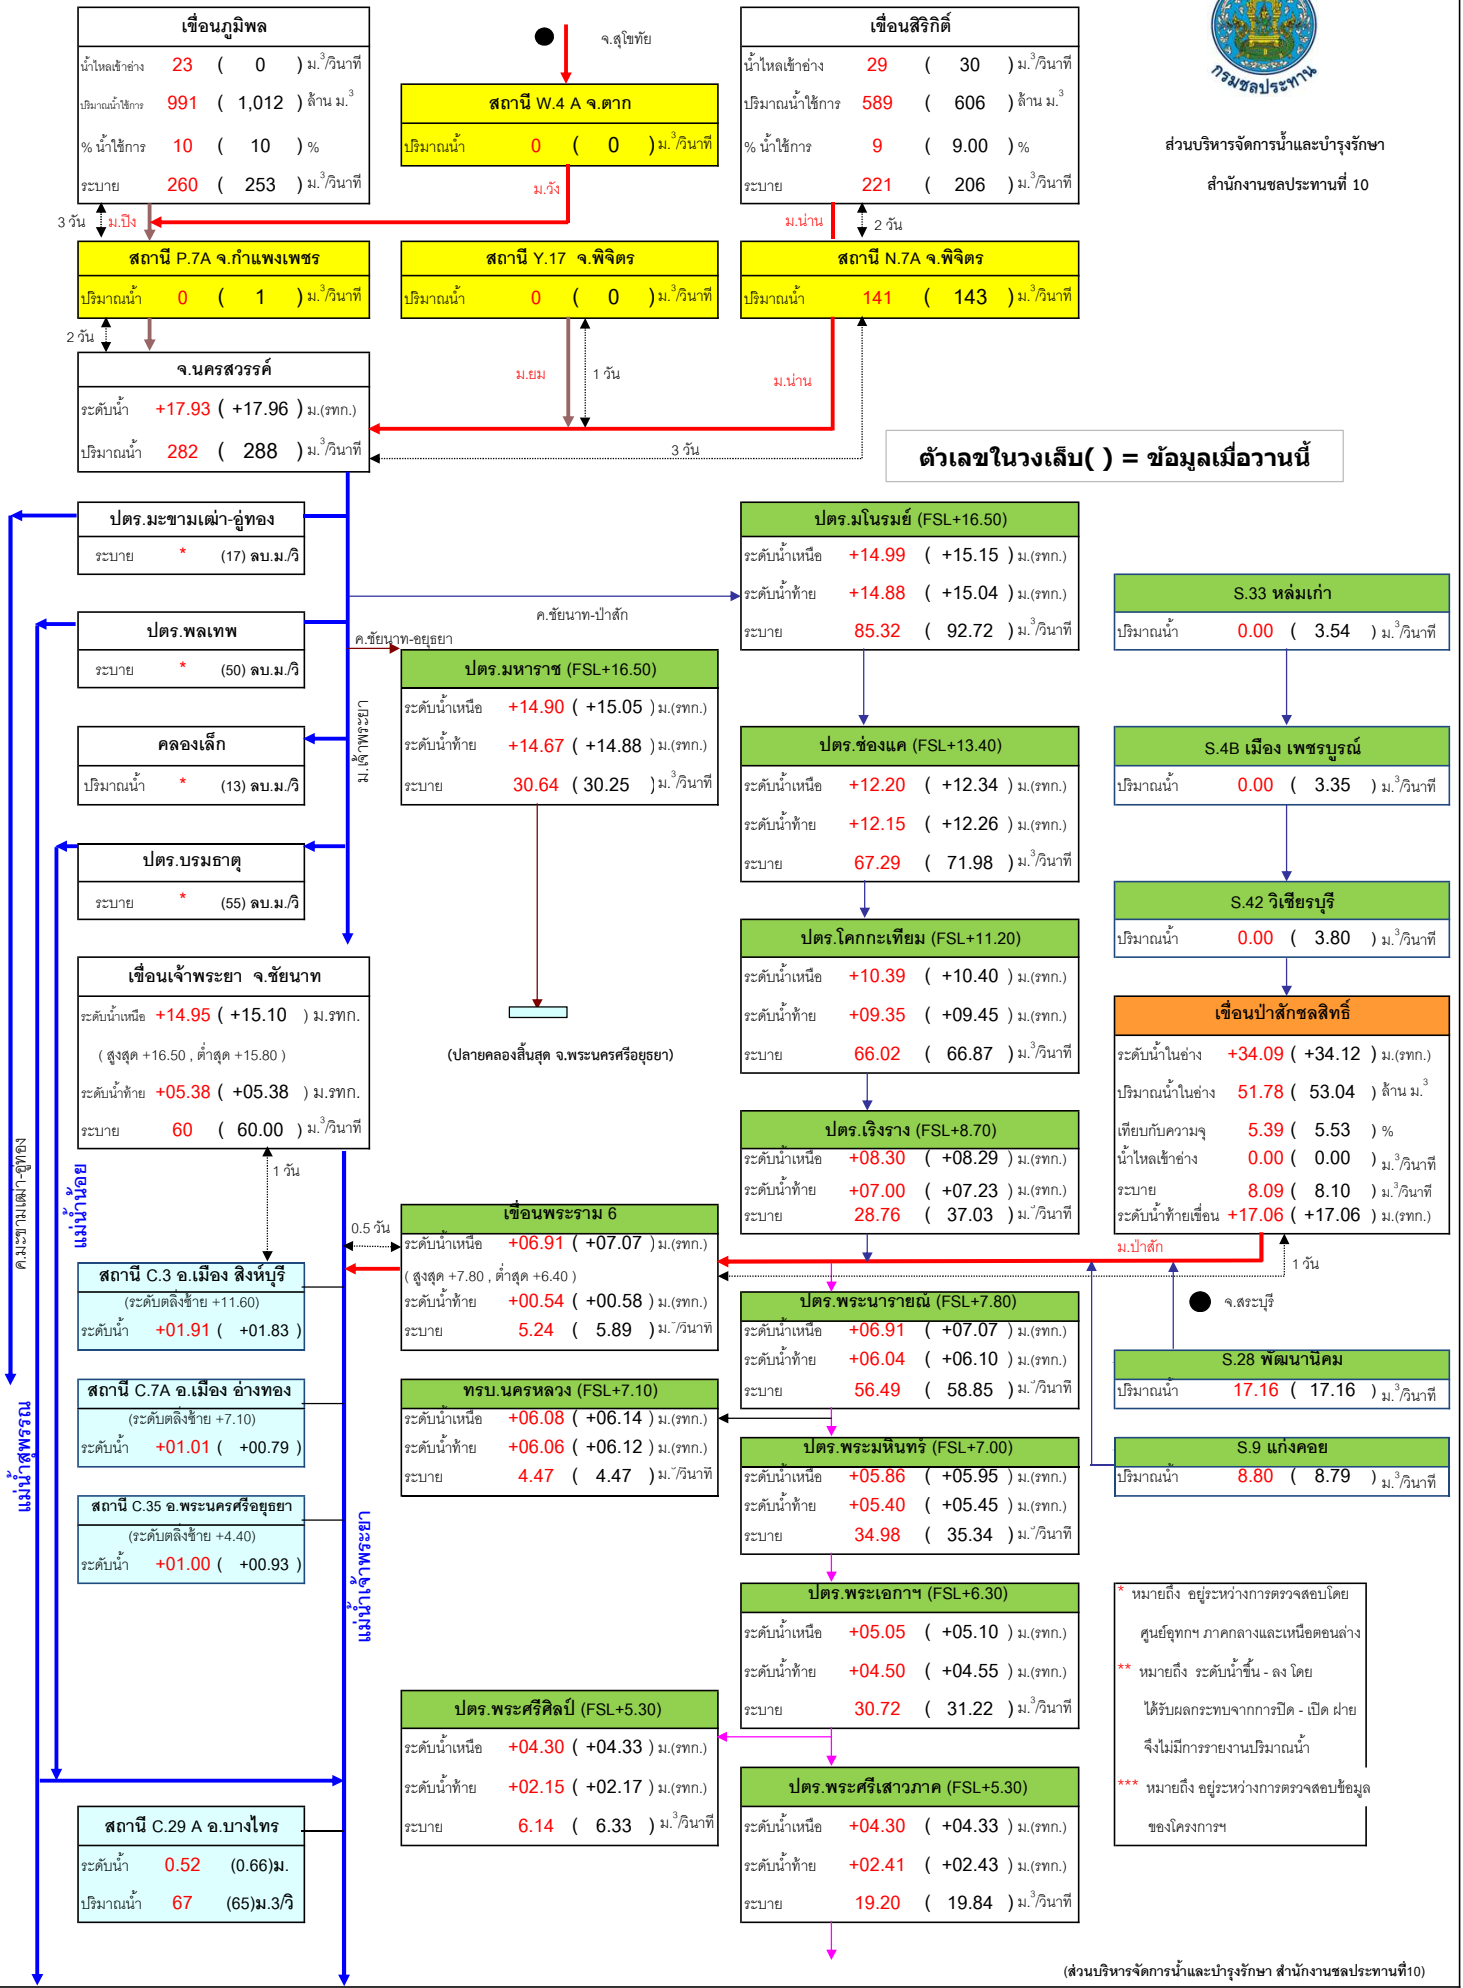 เขื่อนภูมิพล
น้ำไหลเข้าอ่าง 23 ( 0 ) ม.3/วินาที
ปริมาณน้ำใช้การ 991 ( 1,012 ) ล้าน ม.3
% น้ำใช้การ 10 ( 10 ) %
ระบาย 260 ( 253 ) ม.3/วินาที
จ.สุโขทัย
สถานี W.4 A จ.ตาก
ปริมาณน้ำ 0 ( 0 ) ม.3/วินาที
เขื่อนสิริกิติ์
น้ำไหลเข้าอ่าง 29 ( 30 ) ม.3/วินาที
ปริมาณน้ำใช้การ 589 ( 606 ) ล้าน ม.3
% น้ำใช้การ 9 ( 9.00 ) %
ระบาย 221 ( 206 ) ม.3/วินาที
กรมชลประทาน
ส่วนบริหารจัดการน้ำและบำรุงรักษา
สำนักงานชลประทานที่ 10
3 วัน
ม.ปิง
ม.วัง
ม.น่าน
2 วัน
สถานี P.7A จ.กำแพงเพชร
ปริมาณน้ำ 0 ( 1 ) ม.3/วินาที
สถานี Y.17 จ.พิจิตร
ปริมาณน้ำ 0 ( 0 ) ม.3/วินาที
สถานี N.7A จ.พิจิตร
ปริมาณน้ำ 141 ( 143 ) ม.3/วินาที
2 วัน
ม.ยม
1 วัน
ม.น่าน
3 วัน
จ.นครสวรรค์
ระดับน้ำ +17.93 ( +17.96 ) ม.(รทก.)
ปริมาณน้ำ 282 ( 288 ) ม.3/วินาที
ตัวเลขในวงเล็บ( ) = ข้อมูลเมื่อวานนี้
ปตร.มะขามเฒ่า-อู่ทอง
ระบาย * (17) ลบ.ม./วิ
ปตร.พลเทพ
ระบาย * (50) ลบ.ม./วิ
คลองเล็ก
ปริมาณน้ำ * (13) ลบ.ม./วิ
ปตร.บรมธาตุ
ระบาย * (55) ลบ.ม./วิ
ค.ชัยนาท-ป่าสัก
ค.ชัยนาท-อยุธยา
ม.เจ้าพระยา
ปตร.มหาราช (FSL+16.50)
ระดับน้ำเหนือ +14.90 ( +15.05 ) ม.(รทก.)
ระดับน้ำท้าย +14.67 ( +14.88 ) ม.(รทก.)
ระบาย 30.64 ( 30.25 ) ม.3/วินาที
(ปลายคลองสิ้นสุด จ.พระนครศรีอยุธยา)
ปตร.มโนรมย์ (FSL+16.50)
ระดับน้ำเหนือ +14.99 ( +15.15 ) ม.(รทก.)
ระดับน้ำท้าย +14.88 ( +15.04 ) ม.(รทก.)
ระบาย 85.32 ( 92.72 ) ม.3/วินาที
ปตร.ช่องแค (FSL+13.40)
ระดับน้ำเหนือ +12.20 ( +12.34 ) ม.(รทก.)
ระดับน้ำท้าย +12.15 ( +12.26 ) ม.(รทก.)
ระบาย 67.29 ( 71.98 ) ม.3/วินาที
ปตร.โคกกะเทียม (FSL+11.20)
ระดับน้ำเหนือ +10.39 ( +10.40 ) ม.(รทก.)
ระดับน้ำท้าย +09.35 ( +09.45 ) ม.(รทก.)
ระบาย 66.02 ( 66.87 ) ม.3/วินาที
ปตร.เริงราง (FSL+8.70)
ระดับน้ำเหนือ +08.30 ( +08.29 ) ม.(รทก.)
ระดับน้ำท้าย +07.00 ( +07.23 ) ม.(รทก.)
ระบาย 28.76 ( 37.03 ) ม.3/วินาที
S.33 หล่มเก่า
ปริมาณน้ำ 0.00 ( 3.54 ) ม.3/วินาที
S.4B เมือง เพชรบูรณ์
ปริมาณน้ำ 0.00 ( 3.35 ) ม.3/วินาที
S.42 วิเชียรบุรี
ปริมาณน้ำ 0.00 ( 3.80 ) ม.3/วินาที
เขื่อนป่าสักชลสิทธิ์
ระดับน้ำในอ่าง +34.09 ( +34.12 ) ม.(รทก.)
ปริมาณน้ำในอ่าง 51.78 ( 53.04 ) ล้าน ม.3
เทียบกับความจุ 5.39 ( 5.53 ) %
น้ำไหลเข้าอ่าง 0.00 ( 0.00 ) ม.3/วินาที
ระบาย 8.09 ( 8.10 ) ม.3/วินาที
ระดับน้ำท้ายเขื่อน +17.06 ( +17.06 ) ม.(รทก.)
เขื่อนเจ้าพระยา จ.ชัยนาท
ระดับน้ำเหนือ +14.95 ( +15.10 ) ม.รทก.
( สูงสุด +16.50 , ต่ำสุด +15.80 )
ระดับน้ำท้าย +05.38 ( +05.38 ) ม.รทก.
ระบาย 60 ( 60.00 ) ม.3/วินาที
1 วัน
ค.มะขามเฒ่า-อู่ทอง
แม่น้ำน้อย
แม่น้ำสุพรรณ
แม่น้ำเจ้าพระยา
0.5 วัน
เขื่อนพระราม 6
ระดับน้ำเหนือ +06.91 ( +07.07 ) ม.(รทก.)
( สูงสุด +7.80 , ต่ำสุด +6.40 )
ระดับน้ำท้าย +00.54 ( +00.58 ) ม.(รทก.)
ระบาย 5.24 ( 5.89 ) ม.3/วินาที
ม.ป่าสัก
1 วัน
จ.สระบุรี
สถานี C.3 อ.เมือง สิงห์บุรี
(ระดับตลิ่งซ้าย +11.60)
ระดับน้ำ +01.91 ( +01.83 )
สถานี C.7A อ.เมือง อ่างทอง
(ระดับตลิ่งซ้าย +7.10)
ระดับน้ำ +01.01 ( +00.79 )
สถานี C.35 อ.พระนครศรีอยุธยา
(ระดับตลิ่งซ้าย +4.40)
ระดับน้ำ +01.00 ( +00.93 )
ทรบ.นครหลวง (FSL+7.10)
ระดับน้ำเหนือ +06.08 ( +06.14 ) ม.(รทก.)
ระดับน้ำท้าย +06.06 ( +06.12 ) ม.(รทก.)
ระบาย 4.47 ( 4.47 ) ม.3/วินาที
ปตร.พระนารายณ์ (FSL+7.80)
ระดับน้ำเหนือ +06.91 ( +07.07 ) ม.(รทก.)
ระดับน้ำท้าย +06.04 ( +06.10 ) ม.(รทก.)
ระบาย 56.49 ( 58.85 ) ม.3/วินาที
ปตร.พระมหินทร์ (FSL+7.00)
ระดับน้ำเหนือ +05.86 ( +05.95 ) ม.(รทก.)
ระดับน้ำท้าย +05.40 ( +05.45 ) ม.(รทก.)
ระบาย 34.98 ( 35.34 ) ม.3/วินาที
S.28 พัฒนานิคม
ปริมาณน้ำ 17.16 ( 17.16 ) ม.3/วินาที
S.9 แก่งคอย
ปริมาณน้ำ 8.80 ( 8.79 ) ม.3/วินาที
ปตร.พระเอกาฯ (FSL+6.30)
ระดับน้ำเหนือ +05.05 ( +05.10 ) ม.(รทก.)
ระดับน้ำท้าย +04.50 ( +04.55 ) ม.(รทก.)
ระบาย 30.72 ( 31.22 ) ม.3/วินาที
ปตร.พระศรีศิลป์ (FSL+5.30)
ระดับน้ำเหนือ +04.30 ( +04.33 ) ม.(รทก.)
ระดับน้ำท้าย +02.15 ( +02.17 ) ม.(รทก.)
ระบาย 6.14 ( 6.33 ) ม.3/วินาที
ปตร.พระศรีเสาวภาค (FSL+5.30)
ระดับน้ำเหนือ +04.30 ( +04.33 ) ม.(รทก.)
ระดับน้ำท้าย +02.41 ( +02.43 ) ม.(รทก.)
ระบาย 19.20 ( 19.84 ) ม.3/วินาที
* หมายถึง อยู่ระหว่างการตรวจสอบโดย
ศูนย์อุทกฯ ภาคกลางและเหนือตอนล่าง
** หมายถึง ระดับน้ำขึ้น - ลง โดย
ได้รับผลกระทบจากการปิด - เปิด ฝาย
จึงไม่มีการรายงานปริมาณน้ำ
*** หมายถึง อยู่ระหว่างการตรวจสอบข้อมูล
ของโครงการฯ
สถานี C.29 A อ.บางไทร
ระดับน้ำ 0.52 (0.66)ม.
ปริมาณน้ำ 67 (65)ม.3/วิ
(ส่วนบริหารจัดการน้ำและบำรุงรักษา สำนักงานชลประทานที่10)